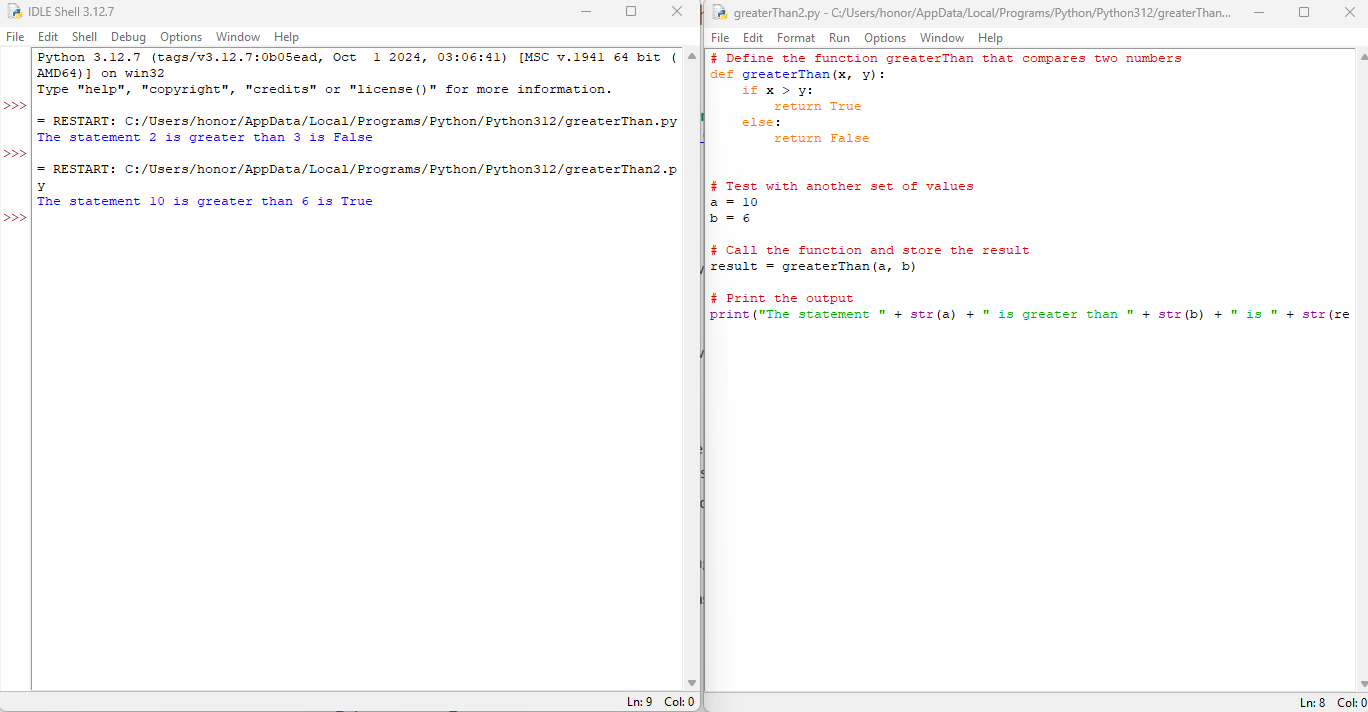 IDLE Shell 3.12.7
File Edit Shell Debug Options Window Help
Python 3.12.7 (tags/v3.12.7:0b05ead, Oct  1 2024, 03:06:41) [MSC v.1941 64 bit (
AMD64)] on win32
Type "help", "copyright", "credits" or "license()" for more information.
>>>
= RESTART: C:/Users/honor/AppData/Local/Programs/Python/Python312/greaterThan.py
The statement 2 is greater than 3 is False
>>>
= RESTART: C:/Users/honor/AppData/Local/Programs/Python/Python312/greaterThan2.p
y
The statement 10 is greater than 6 is True
>>>
Ln: 9 Col: 0
greaterThan2.py - C:/Users/honor/AppData/Local/Programs/Python/Python312/greaterThan...
File Edit Format Run Options Window Help
# Define the function greaterThan that compares two numbers
def greaterThan(x, y):
    if x > y:
        return True
    else:
        return False
# Test with another set of values
a = 10
b = 6
# Call the function and store the result
result = greaterThan(a, b)
# Print the output
print("The statement " + str(a) + " is greater than " + str(b) + " is " + str(re
Ln: 8 Col: 0